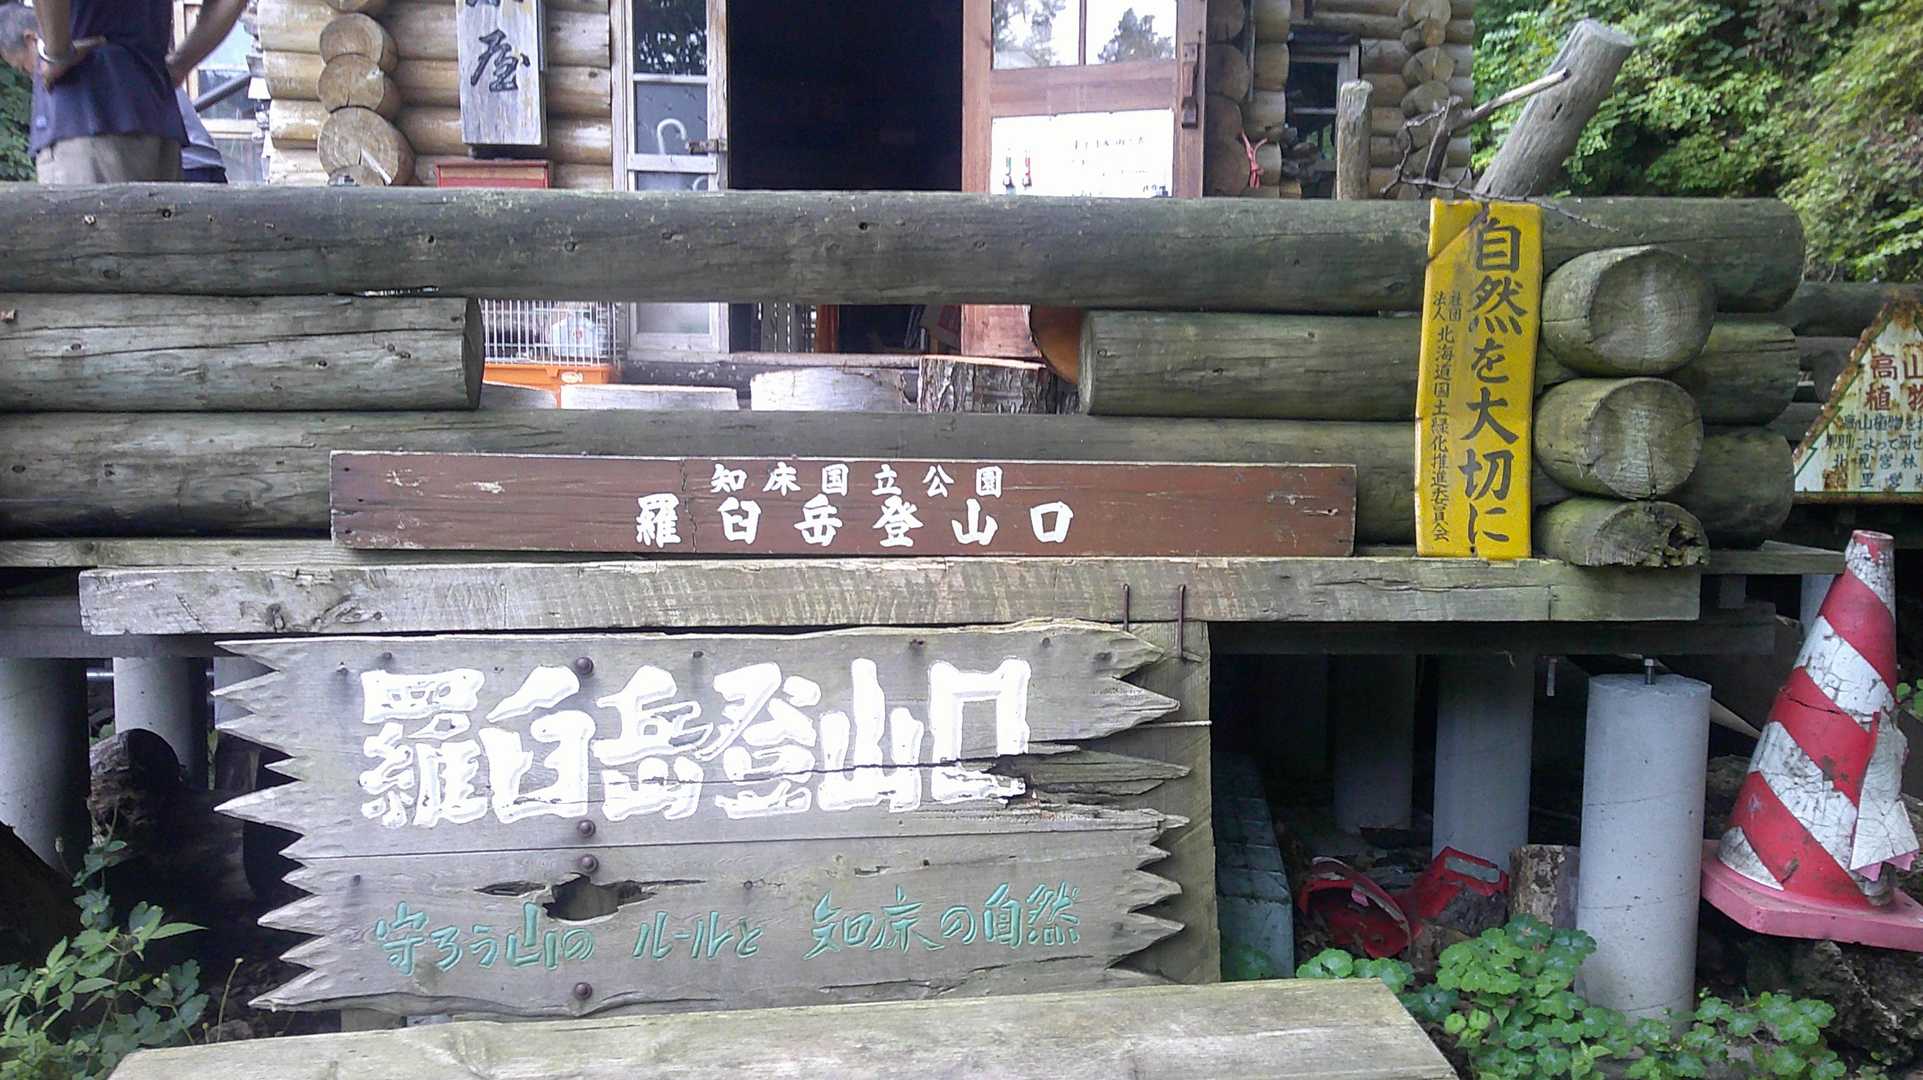 屋
知床国立公園
羅臼岳登山口
自然を大切に
社団法人 北海道国土緑化推進委員会
高山
植物
羅臼岳登山口
守ろう山の ルールと 知床の自然